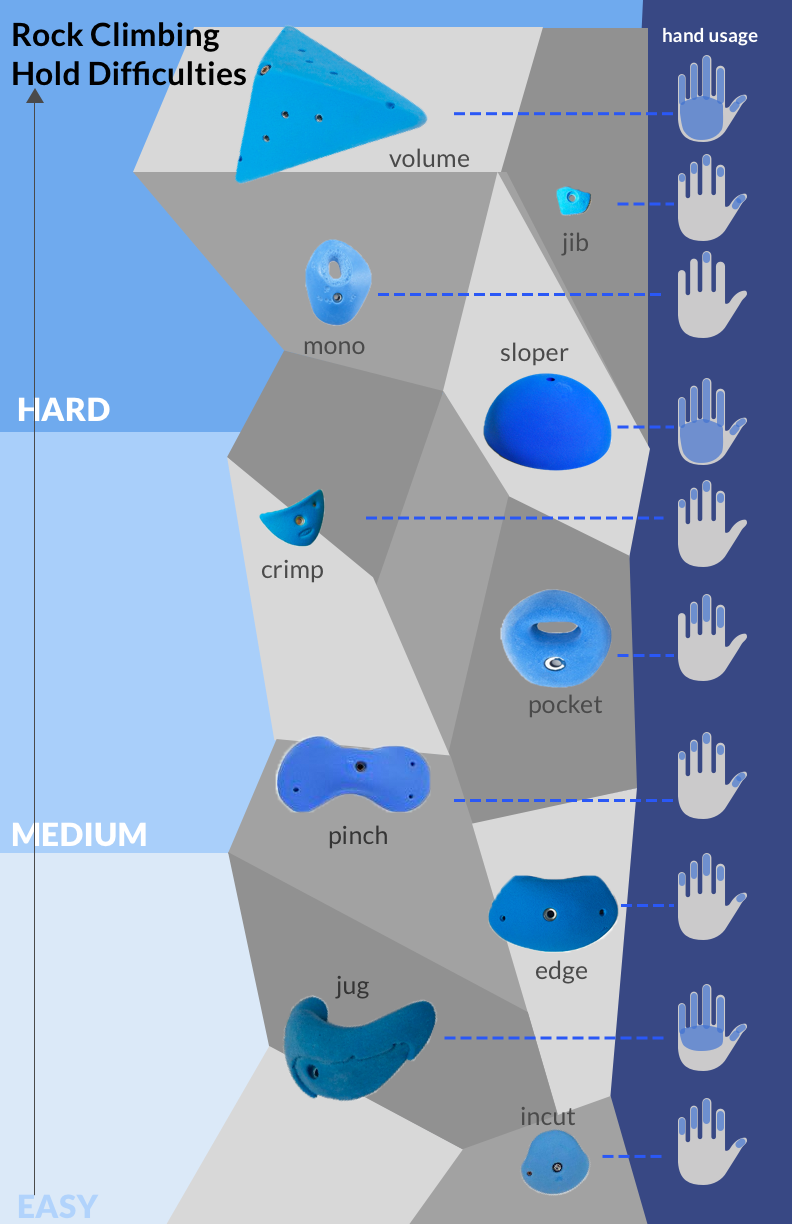 Rock Climbing
Hold Difficulties
hand usage
volume
jib
mono
sloper
HARD
crimp
pocket
pinch
MEDIUM
edge
jug
incut
EASY